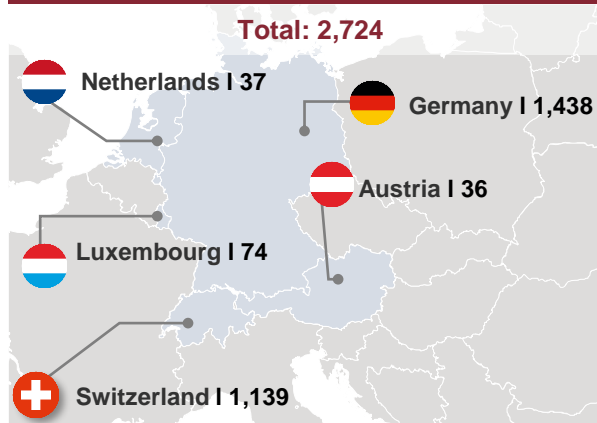 Total: 2,724
Netherlands I 37
Germany I 1,438
Austria I 36
Luxembourg I 74
Switzerland I 1,139